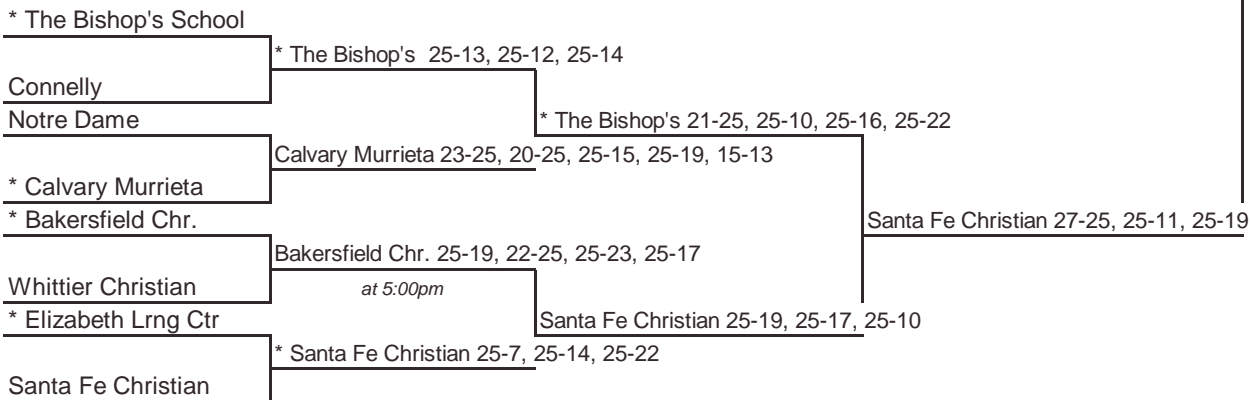 * The Bishop's School
* The Bishop's 25-13, 25-12, 25-14
Connelly
Notre Dame
* The Bishop's 21-25, 25-10, 25-16, 25-22
Calvary Murrieta 23-25, 20-25, 25-15, 25-19, 15-13
* Calvary Murrieta
* Bakersfield Chr.
Santa Fe Christian 27-25, 25-11, 25-19
Bakersfield Chr. 25-19, 22-25, 25-23, 25-17
Whittier Christian
at 5:00pm
* Elizabeth Lrng Ctr
Santa Fe Christian 25-19, 25-17, 25-10
* Santa Fe Christian 25-7, 25-14, 25-22
Santa Fe Christian